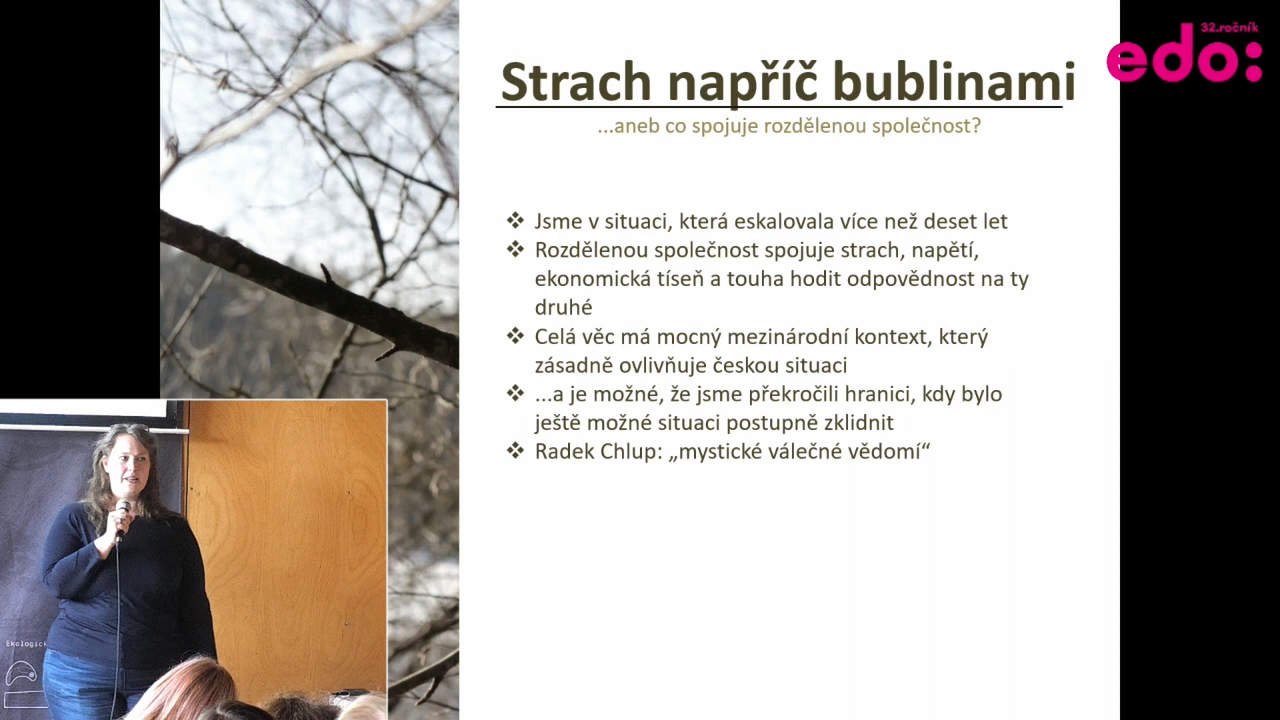 32.ročník
edo:
Strach napříč bublinami
...aneb co spojuje rozdělenou společnost?
❖ Jsme v situaci, která eskalovala více než deset let
❖ Rozdělenou společnost spojuje strach, napětí,
ekonomická tíseň a touha hodit odpovědnost na ty
druhé
❖ Celá věc má mocný mezinárodní kontext, který
zásadně ovlivňuje českou situaci
❖ ...a je možné, že jsme překročili hranici, kdy bylo
ještě možné situaci postupně zklidnit
❖ Radek Chlup: „mystické válečné vědomí“
Ekologick